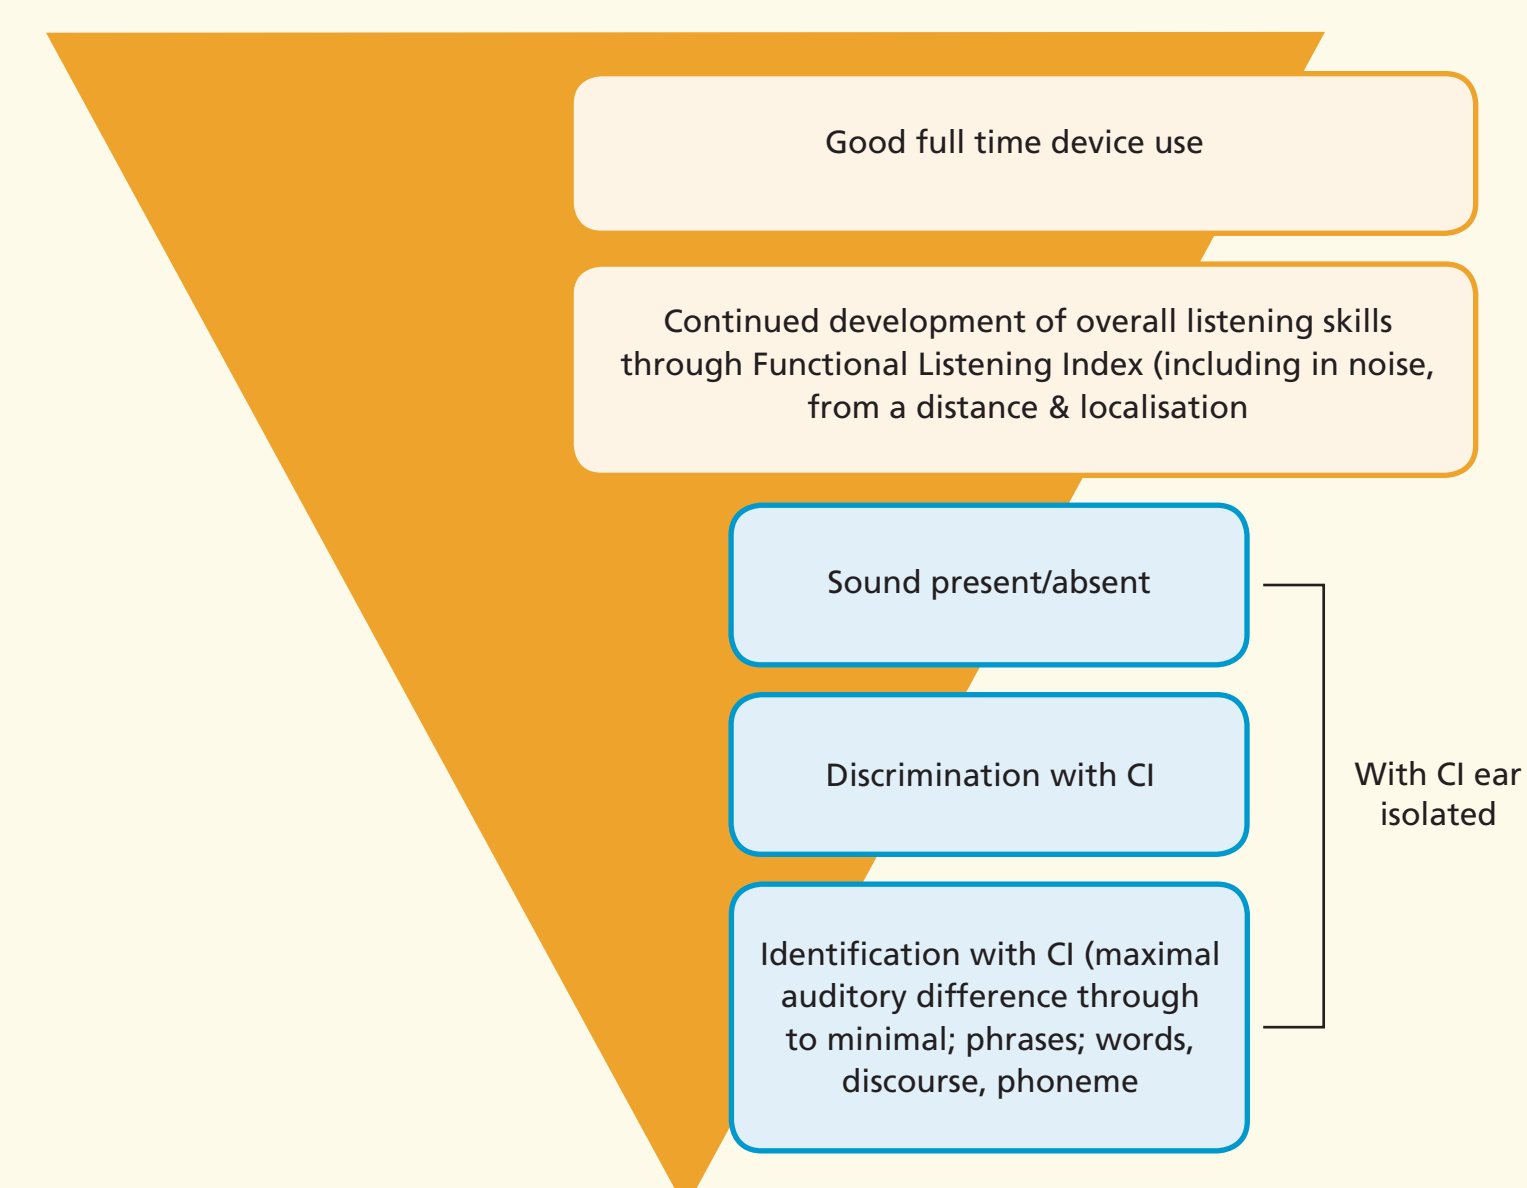 Good full time device use
Continued development of overall listening skills
through Functional Listening Index (including in noise,
from a distance & localisation
Sound present/absent
Discrimination with CI
With CI ear
isolated
Identification with CI (maximal
auditory difference through
to minimal; phrases; words,
discourse, phoneme